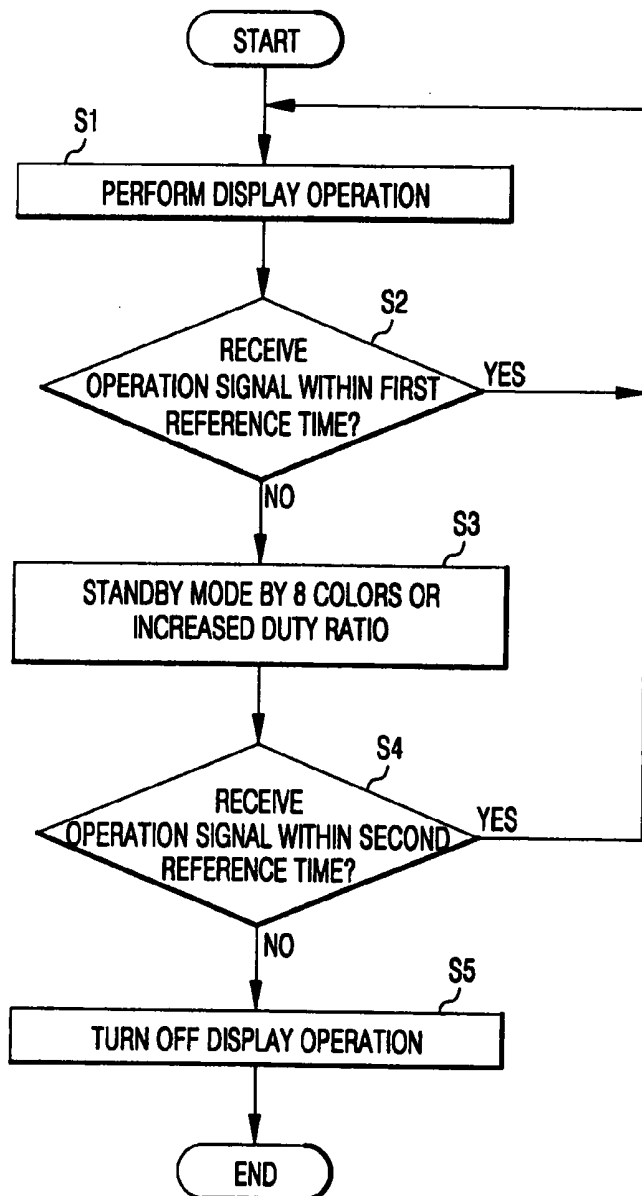 START
S1
PERFORM DISPLAY OPERATION
S2
RECEIVE
OPERATION SIGNAL WITHIN FIRST
REFERENCE TIME?
YES
NO
S3
STANDBY MODE BY 8 COLORS OR
INCREASED DUTY RATIO
S4
RECEIVE
OPERATION SIGNAL WITHIN SECOND
REFERENCE TIME?
YES
NO
S5
TURN OFF DISPLAY OPERATION
END